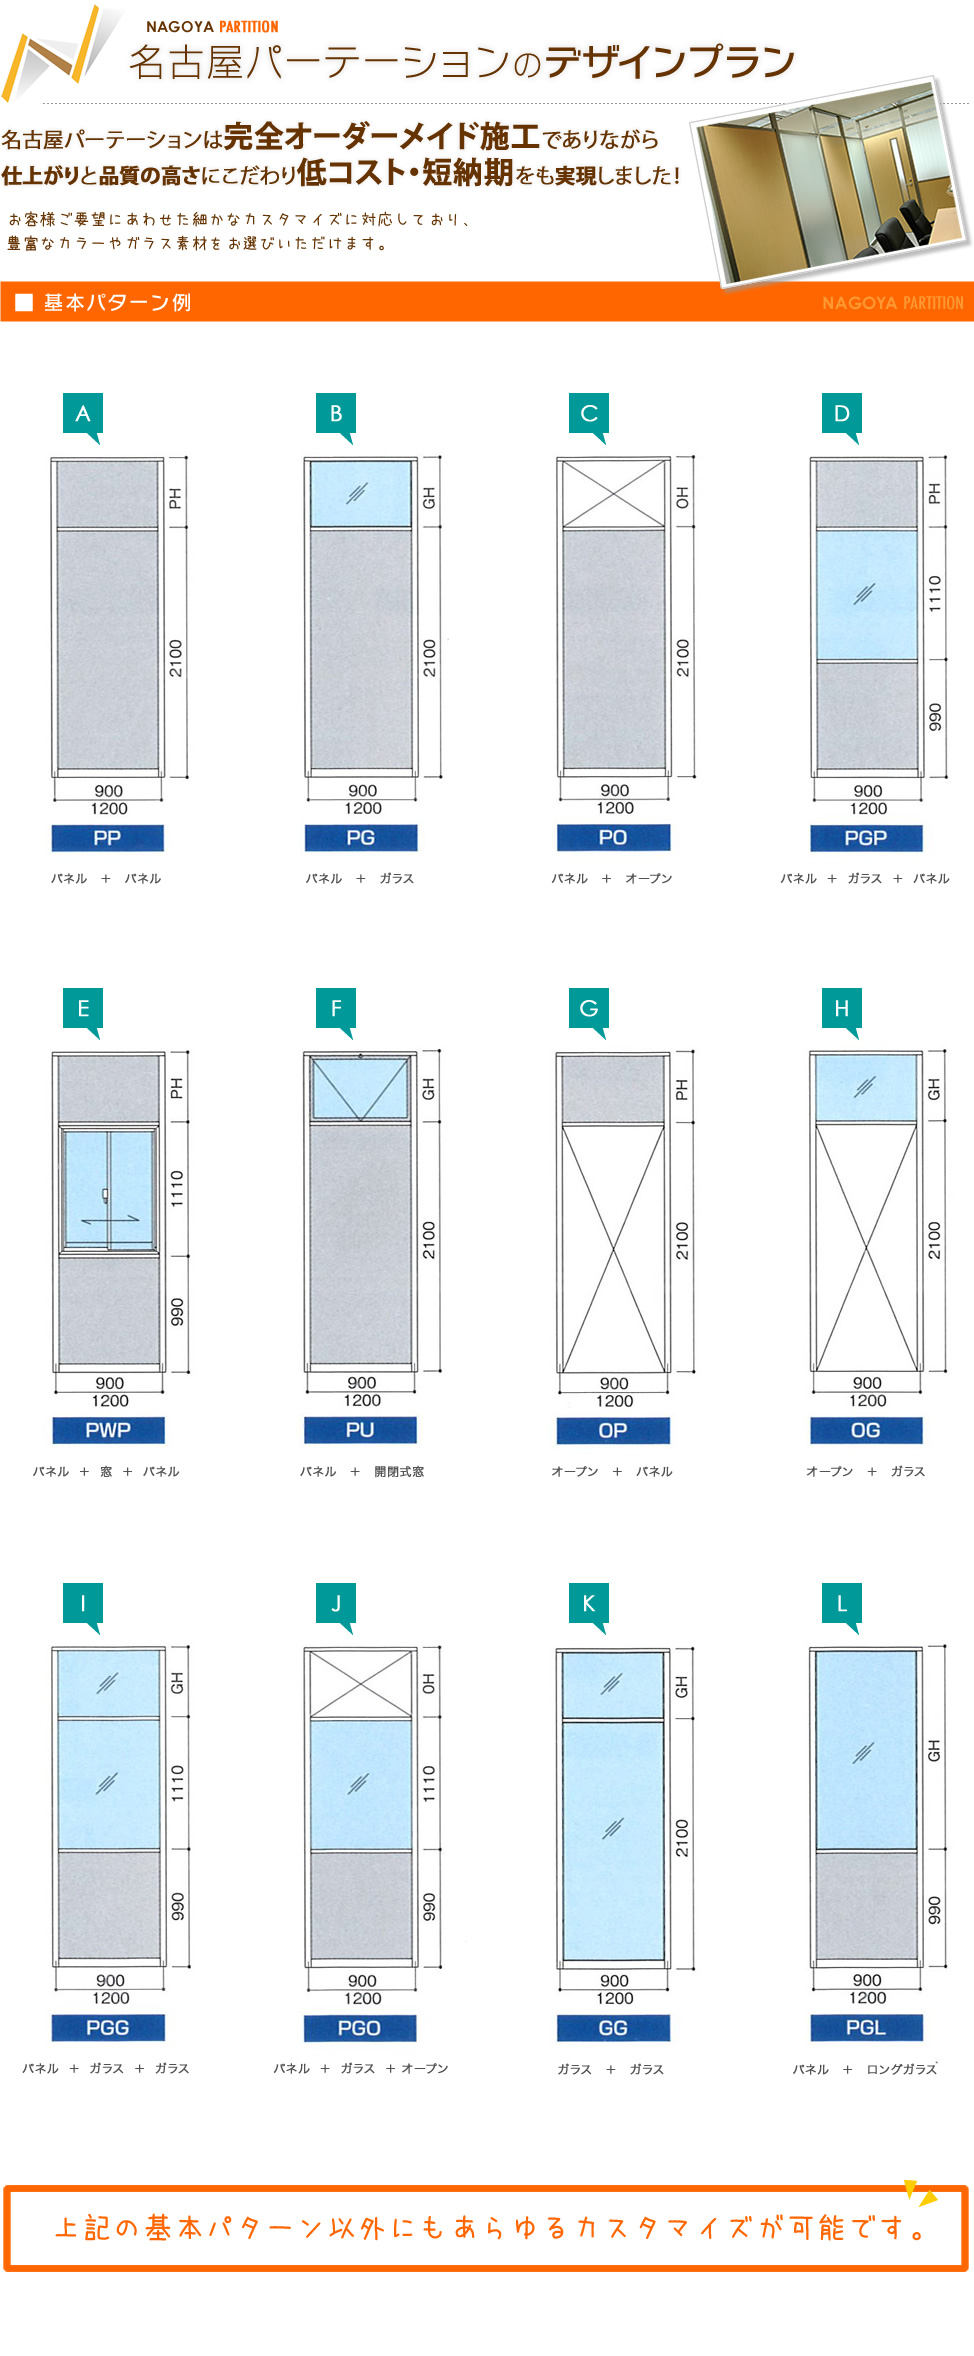 NAGOYA PARTITION
名古屋パーテーションのデザインプラン
名古屋パーテーションは完全オーダーメイド施工でありながら
仕上がりと品質の高さにこだわり低コスト・短納期をも実現しました!
お客様ご要望にあわせた細かなカスタマイズに対応しており、
豊富なカラーやガラス素材をお選びいただけます。
■ 基本パターン例
NAGOYA PARTITION
A
PH
2100
900
1200
PP
パネル + パネル
B
GH
2100
900
1200
PG
パネル + ガラス
C
OH
2100
900
1200
PO
パネル + オープン
D
PH
1110
990
900
1200
PGP
パネル + ガラス + パネル
E
PH
1110
990
900
1200
PWP
パネル + 窓 + パネル
F
GH
2100
900
1200
PU
パネル + 開閉式窓
G
PH
2100
900
1200
OP
オープン + パネル
H
GH
2100
900
1200
OG
オープン + ガラス
I
GH
1110
990
900
1200
PGG
パネル + ガラス + ガラス
J
OH
1110
990
900
1200
PGO
パネル + ガラス + オープン
K
GH
2100
900
1200
GG
ガラス + ガラス
L
GH
990
900
1200
PGL
パネル + ロングガラス
上記の基本パターン以外にもあらゆるカスタマイズが可能です。